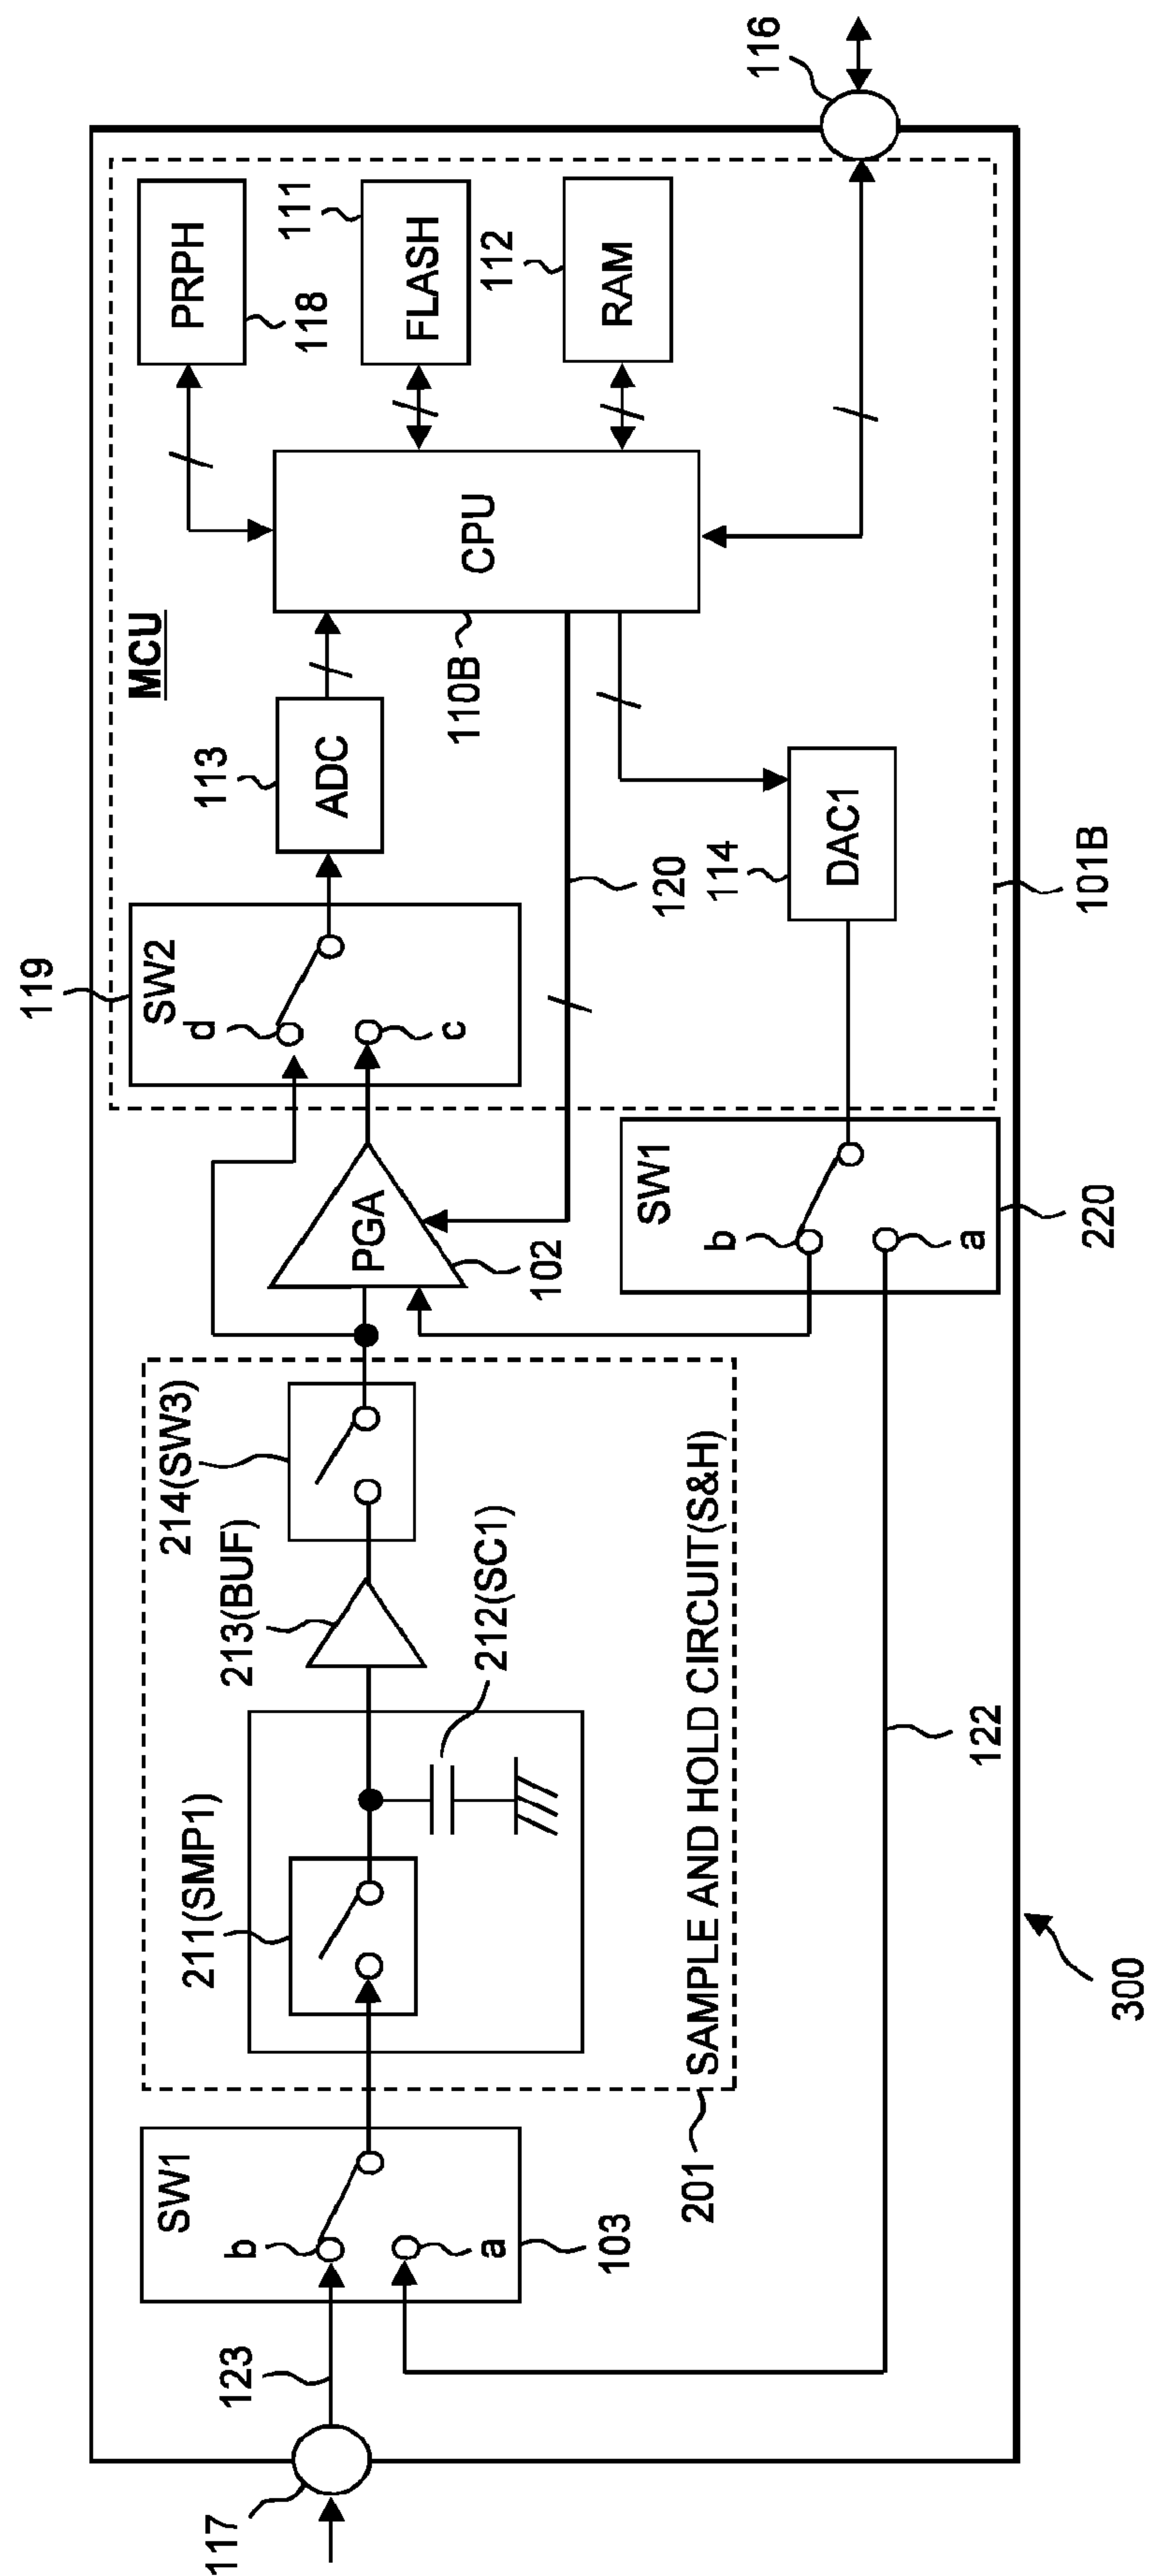 117
123
SW1
b
a
103
201
SAMPLE AND HOLD CIRCUIT(S&H)
211(SMP1)
212(SC1)
213(BUF)
214(SW3)
PGA
102
122
SW1
b
a
220
119
SW2
d
c
120
114
DAC1
101B
113
ADC
MCU
110B
CPU
PRPH
118
111
FLASH
112
RAM
116
300